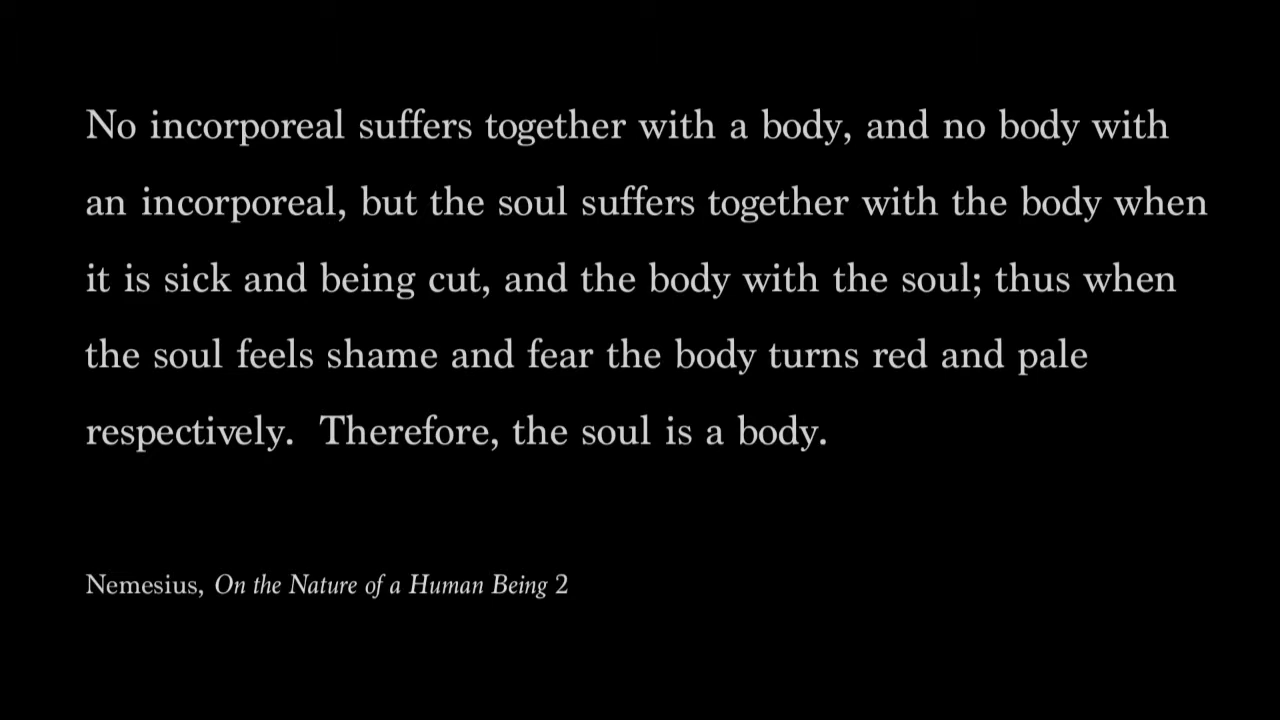 No incorporeal suffers together with a body, and no body with
an incorporeal, but the soul suffers together with the body when
it is sick and being cut, and the body with the soul; thus when
the soul feels shame and fear the body turns red and pale
respectively.  Therefore, the soul is a body.
Nemesius, On the Nature of a Human Being 2